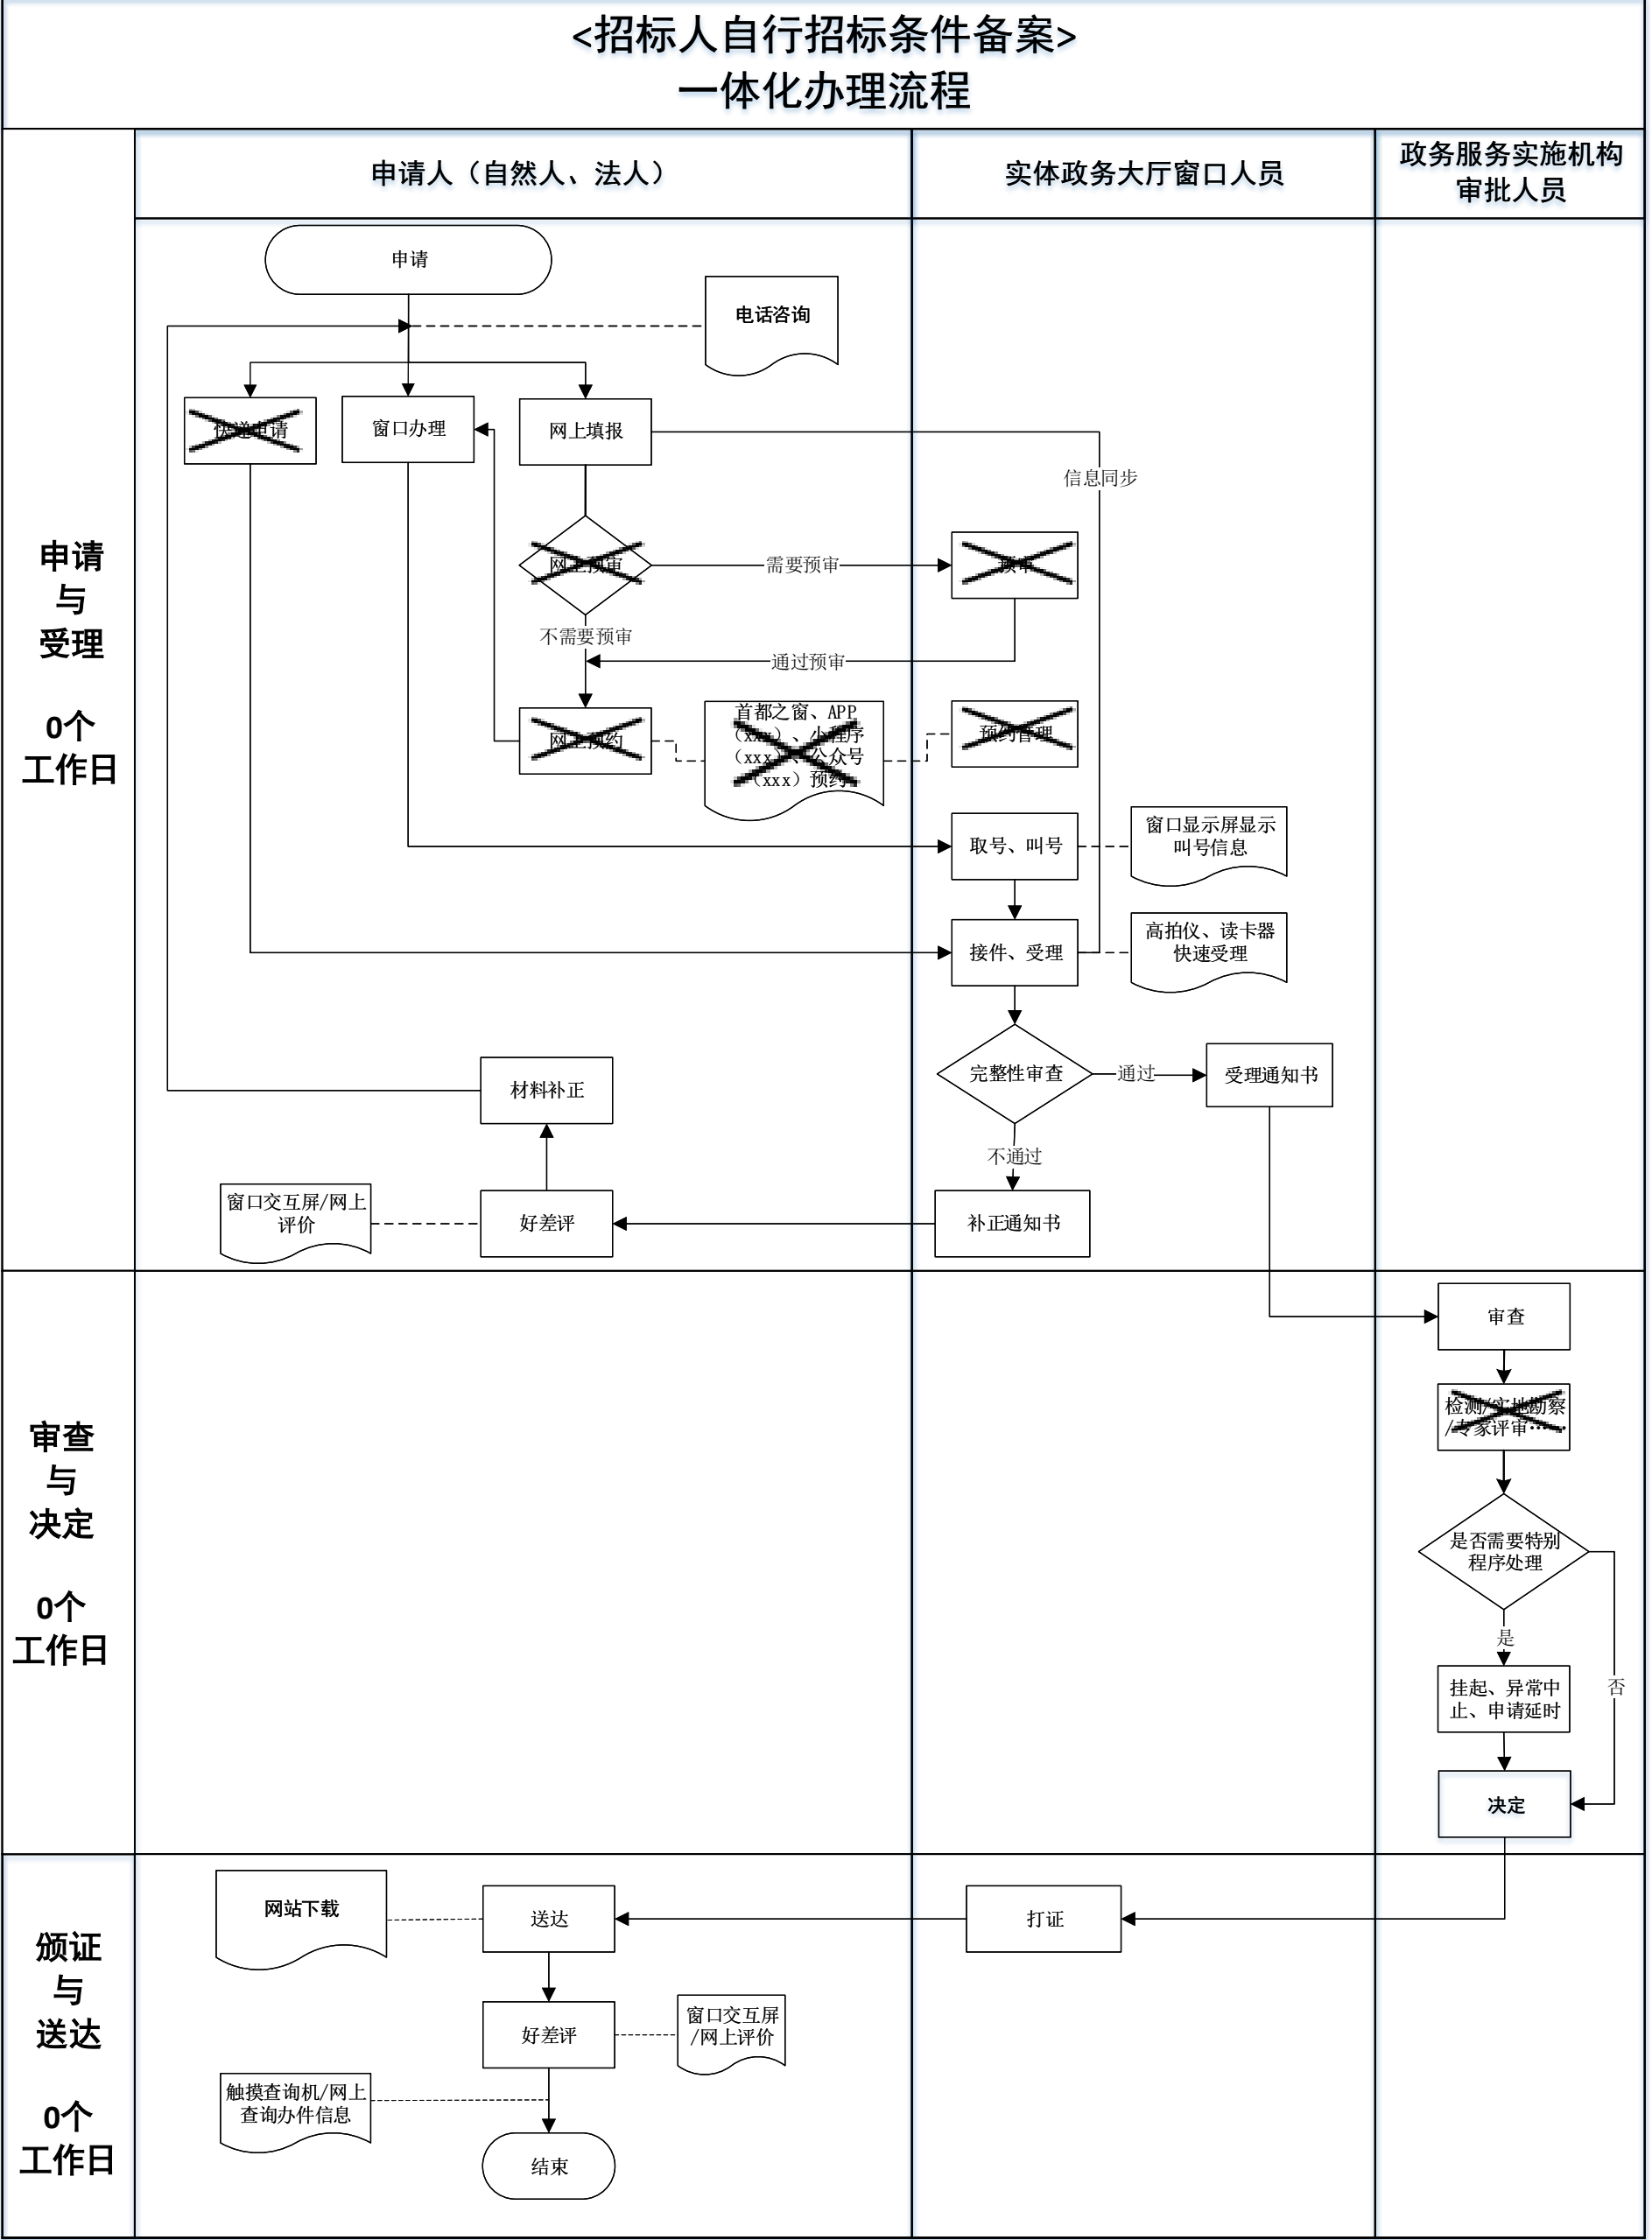 <招标人自行招标条件备案>
一体化办理流程
申请人（自然人、法人）
实体政务大厅窗口人员
政务服务实施机构
审批人员
申请
与
受理
0个
工作日
申请
电话咨询
快递申请
窗口办理
网上填报
信息同步
网上预审
需要预审
预审
不需要预审
通过预审
网上预约
首都之窗、APP
（xxx）、小程序
（xxx）、公众号
（xxx）预约
预约管理
取号、叫号
窗口显示屏显示
叫号信息
接件、受理
高拍仪、读卡器
快速受理
完整性审查
通过
受理通知书
材料补正
不通过
窗口交互屏/网上
评价
好差评
补正通知书
审查
与
决定
0个
工作日
审查
检测/实地勘察
/专家评审……
是否需要特别
程序处理
是
否
挂起、异常中
止、申请延时
决定
颁证
与
送达
0个
工作日
网站下载
送达
打证
好差评
窗口交互屏
/网上评价
触摸查询机/网上
查询办件信息
结束